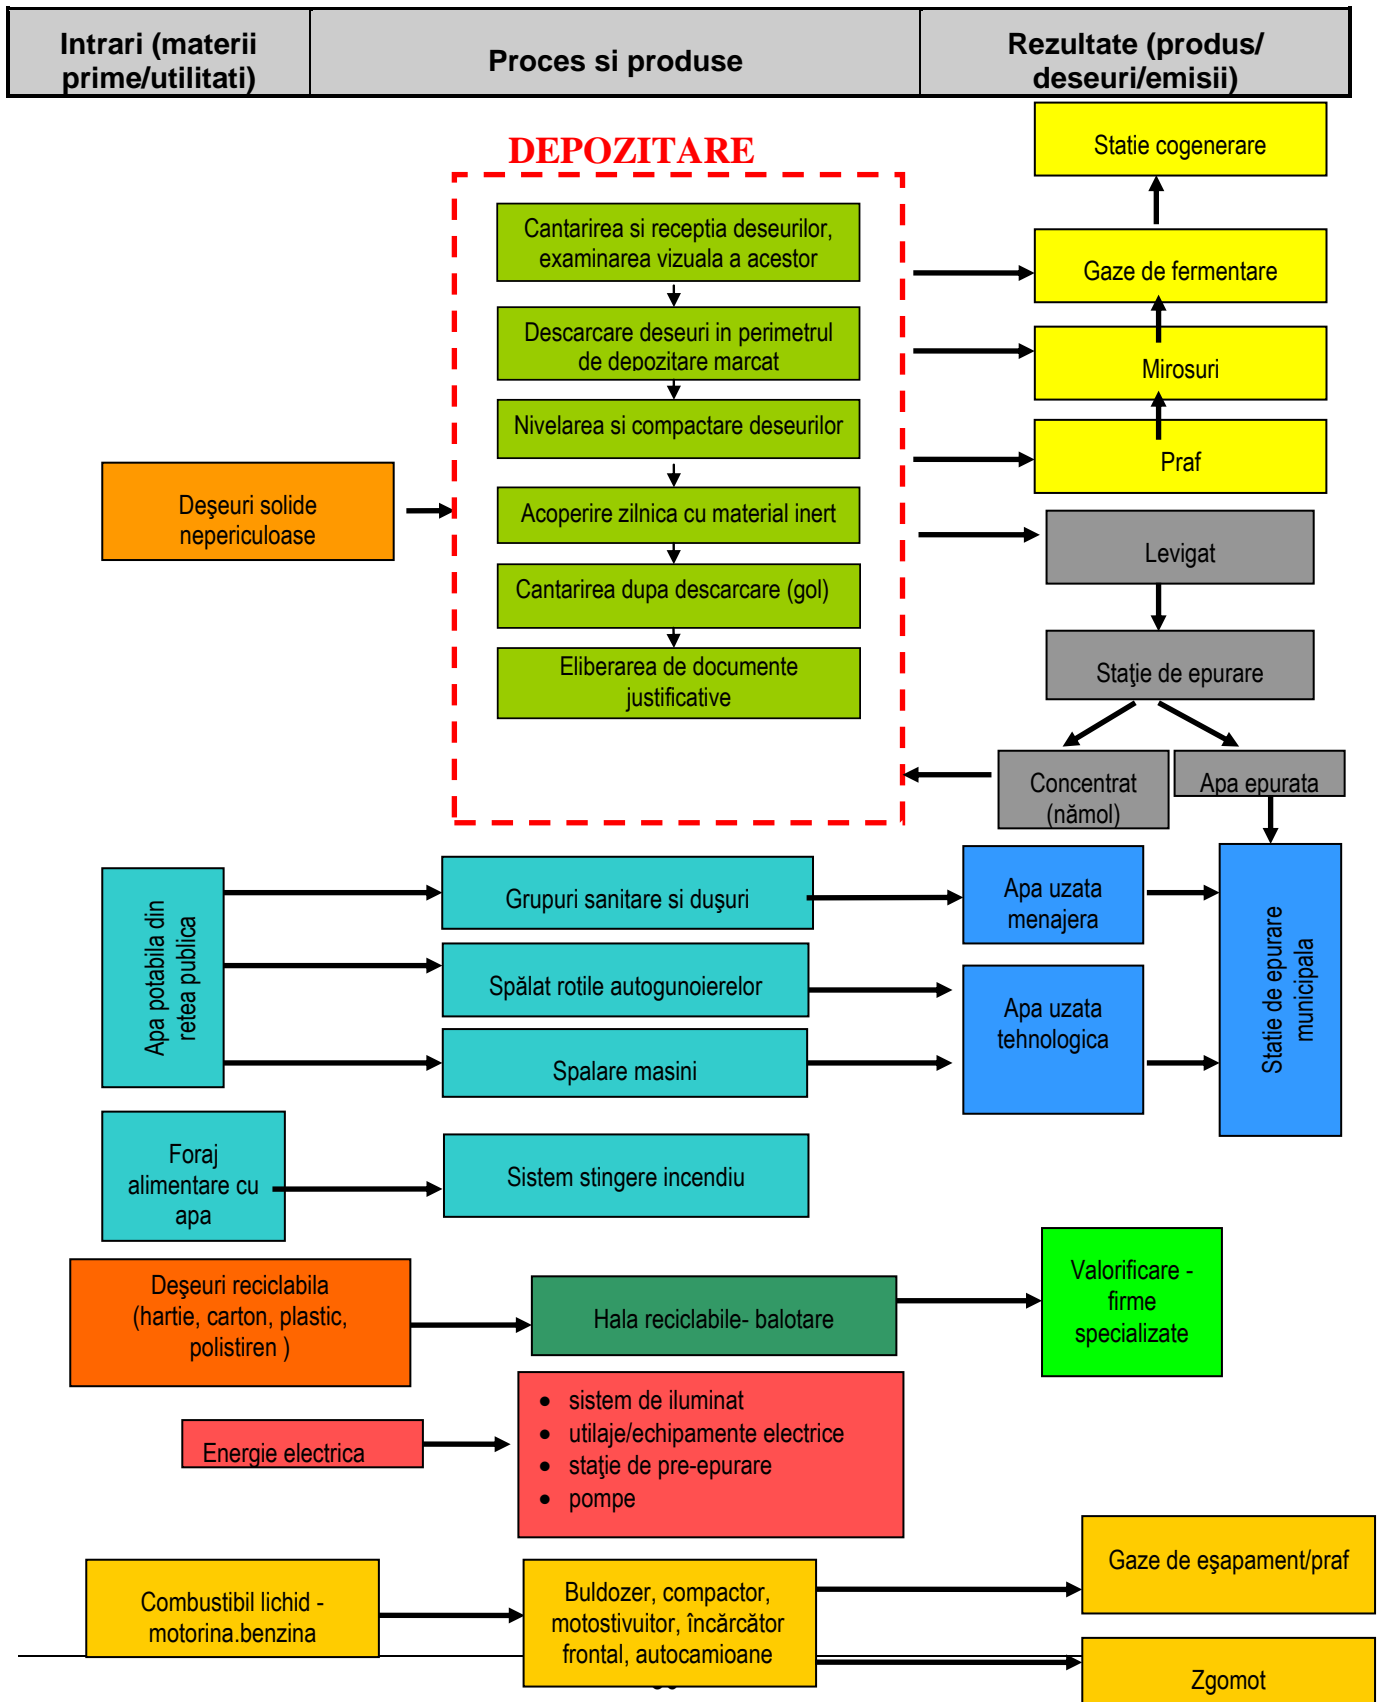 Intrari (materii
prime/utilitati)
Proces si produse
Rezultate (produs/
deseuri/emisii)
DEPOZITARE
Statie cogenerare
Cantarirea si receptia deseurilor,
examinarea vizuala a acestor
Gaze de fermentare
Descarcare deseuri in perimetrul
de depozitare marcat
Mirosuri
Nivelarea si compactare deseurilor
Praf
Deşeuri solide
nepericuloase
Acoperire zilnica cu material inert
Levigat
Cantarirea dupa descarcare (gol)
Eliberarea de documente
justificative
Staţie de epurare
Concentrat
(nămol)
Apa epurata
Apa potabila din
retea publica
Grupuri sanitare si duşuri
Apa uzata
menajera
Spălat rotile autogunoierelor
Apa uzata
tehnologica
Statie de epurare
municipala
Spalare masini
Foraj
alimentare cu
apa
Sistem stingere incendiu
Deşeuri reciclabila
(hartie, carton, plastic,
polistiren )
Hala reciclabile- balotare
Valorificare -
firme
specializate
Energie electrica
• sistem de iluminat
• utilaje/echipamente electrice
• staţie de pre-epurare
• pompe
Combustibil lichid -
motorina.benzina
Buldozer, compactor,
motostivuitor, încărcător
frontal, autocamioane
Gaze de eşapament/praf
Zgomot